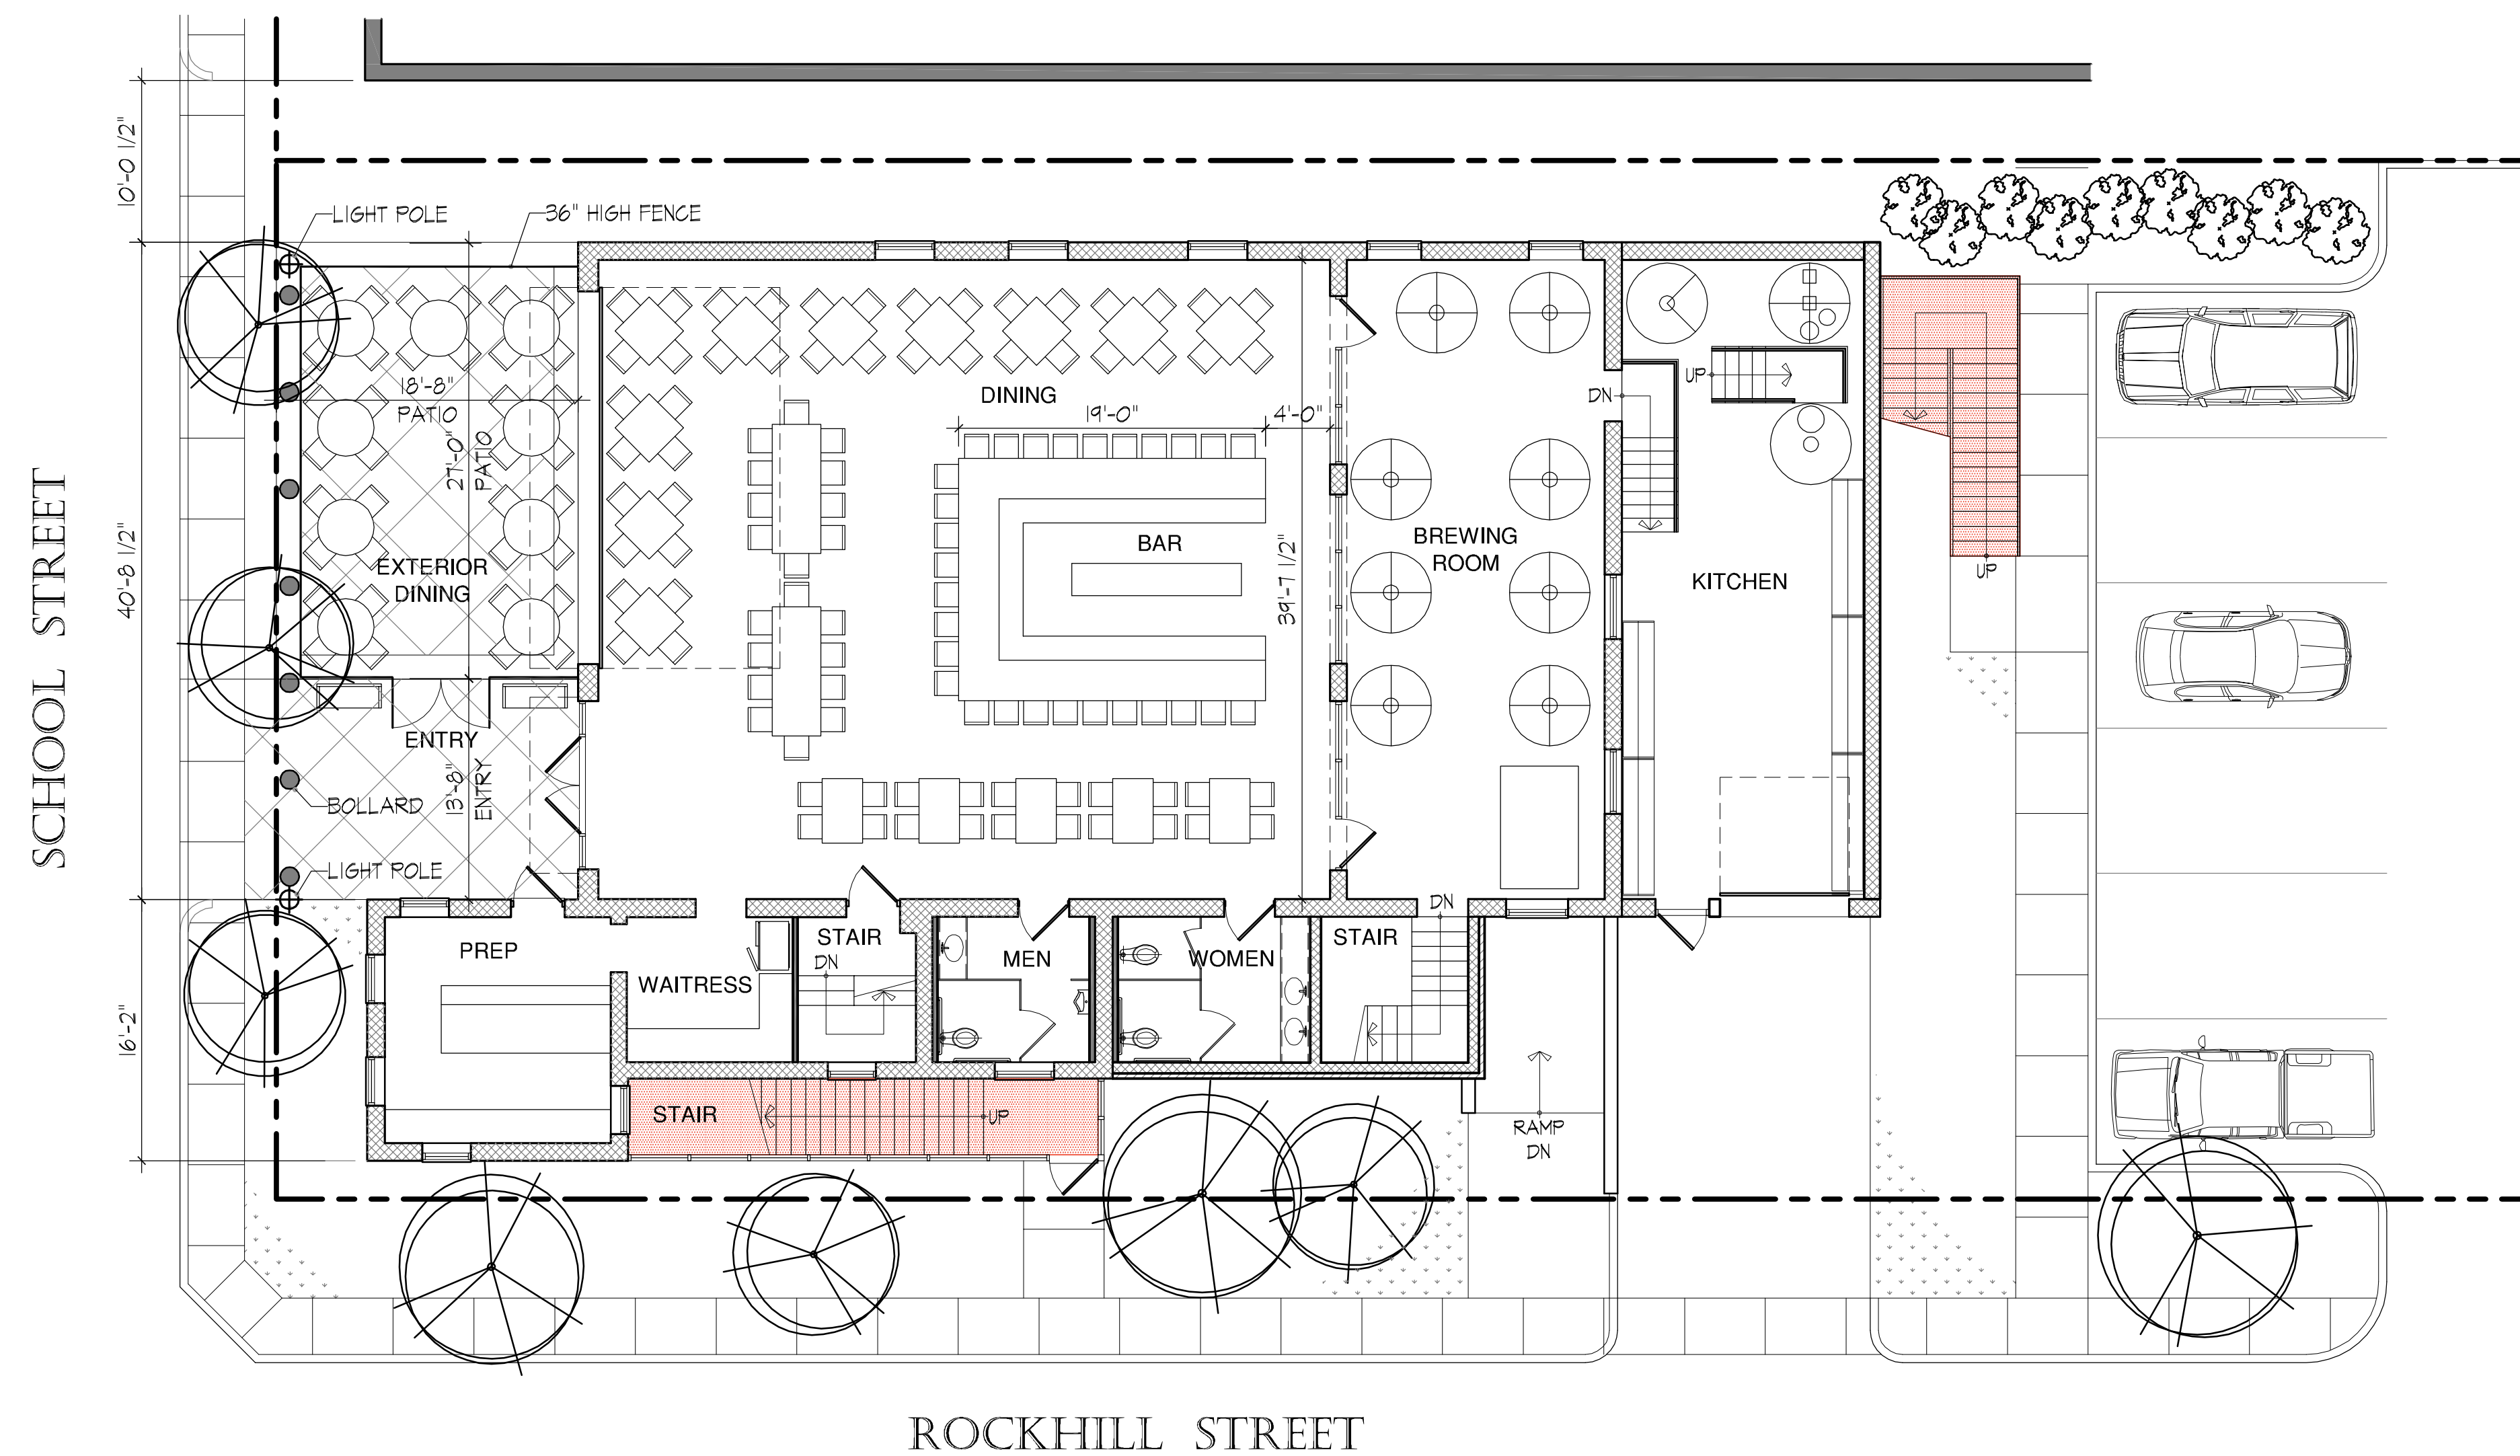 10'-0 1/2"
LIGHT POLE
36" HIGH FENCE
18'-8"
PATIO
27'-0"
PATIO
DINING
19'-0"
4'-0"
UP
DN
SCHOOL STREET
40'-8 1/2"
EXTERIOR
DINING
BAR
39'-7 1/2"
BREWING
ROOM
KITCHEN
UP
ENTRY
13'-8"
ENTRY
BOLLARD
LIGHT POLE
PREP
WAITRESS
STAIR
DN
MEN
WOMEN
STAIR
DN
16'-2"
STAIR
UP
RAMP
DN
ROCKHILL STREET